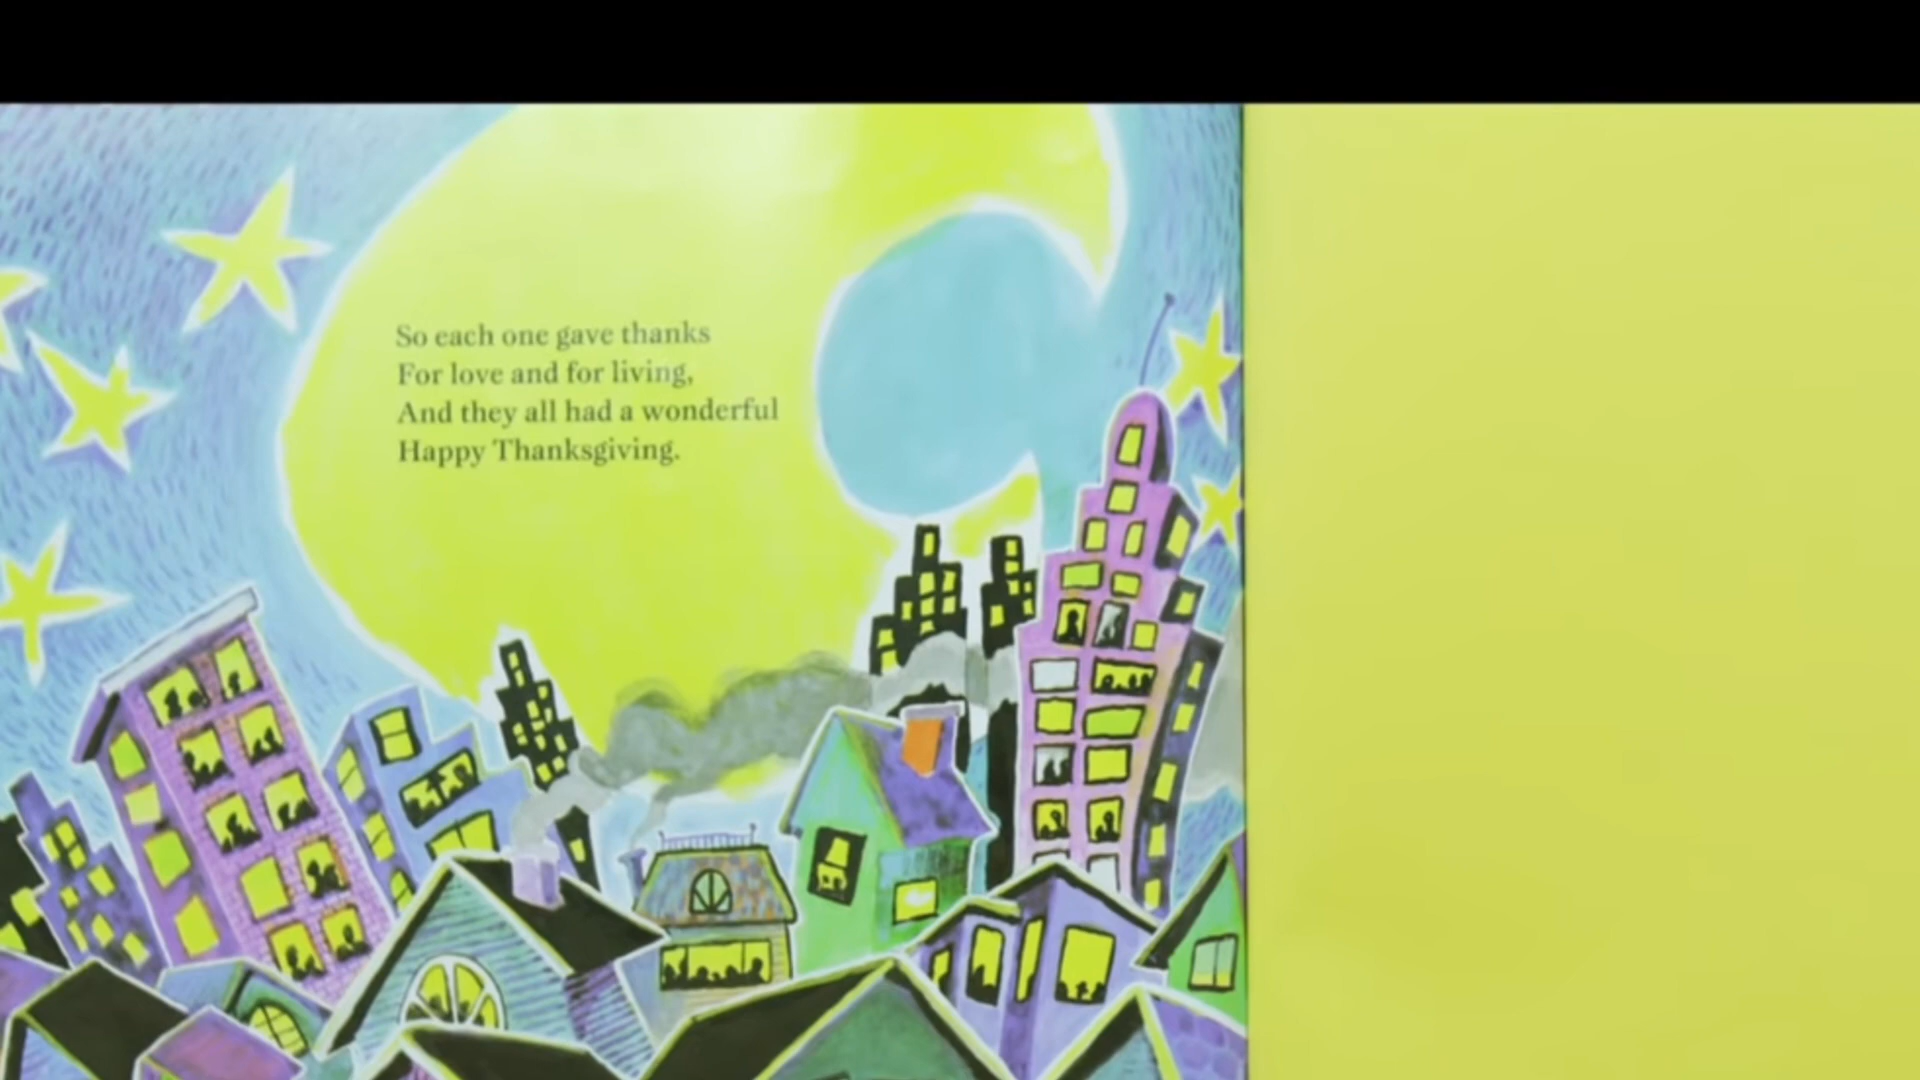 So each one gave thanks
For love and for living,
And they all had a wonderful
Happy Thanksgiving.